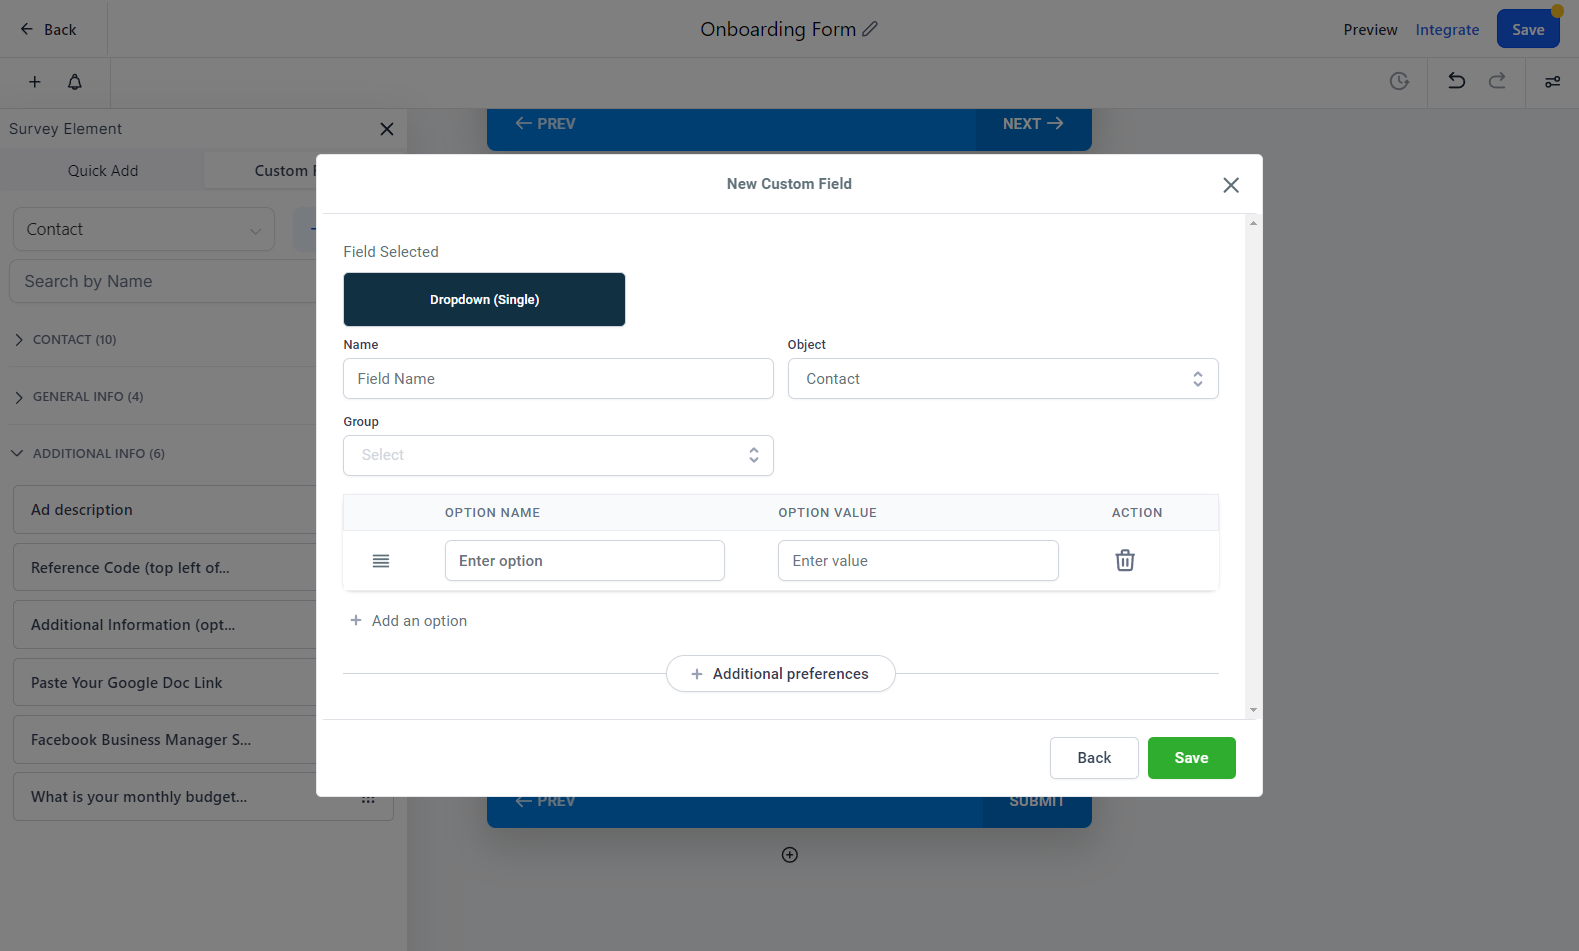 Back
Onboarding Form
Preview
Integrate
Save
Survey Element
PREV
NEXT
Quick Add
Custom
New Custom Field
Contact
Search by Name
Field Selected
Dropdown (Single)
CONTACT (10)
Name
Object
Field Name
Contact
GENERAL INFO (4)
Group
Select
ADDITIONAL INFO (6)
Ad description
OPTION NAME
OPTION VALUE
ACTION
Reference Code (top left of...
Enter option
Enter value
Additional Information (opt...
Add an option
Paste Your Google Doc Link
Additional preferences
Facebook Business Manager S...
Back
Save
What is your monthly budget...
PREV
SUBMIT